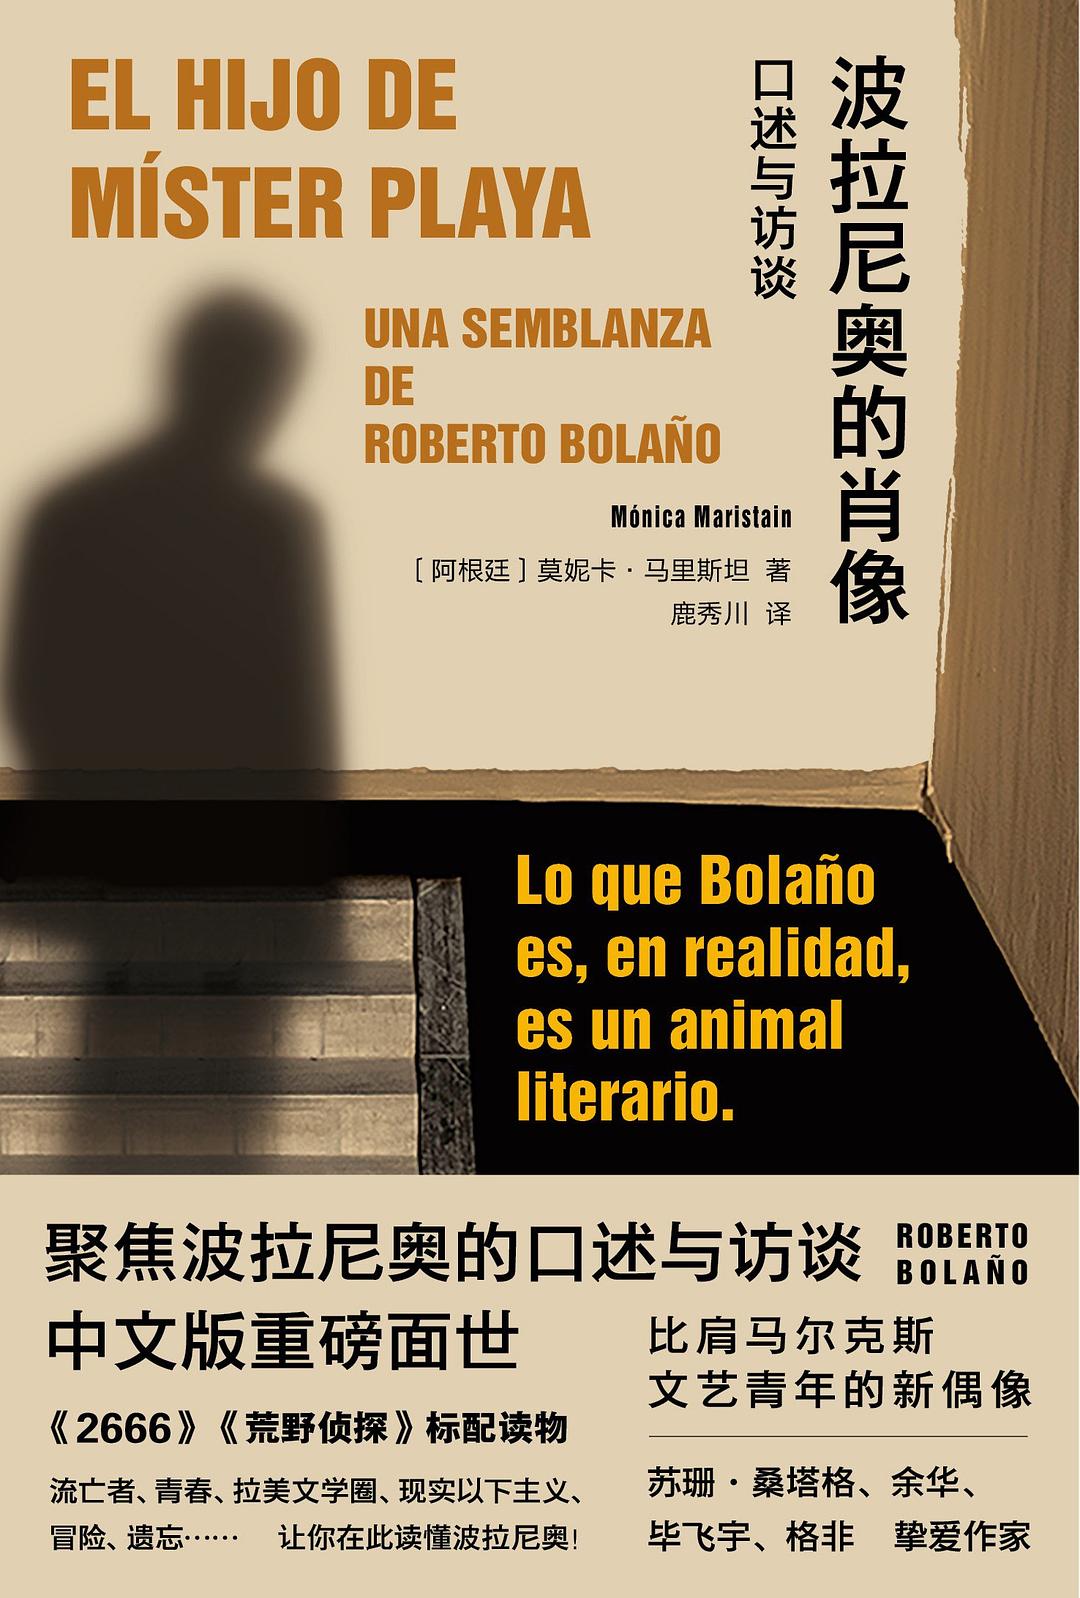 EL HIJO DE
MÍSTER PLAYA
UNA SEMBLANZA
DE
ROBERTO BOLAÑO
波拉尼奥的肖像
口述与访谈
Mónica Maristain
[ 阿根廷 ] 莫妮卡·马里斯坦 著
鹿秀川 译
Lo que Bolaño
es, en realidad,
es un animal
literario.
聚焦波拉尼奥的口述与访谈
中文版重磅面世
《2666》《荒野侦探》标配读物
流亡者、青春、拉美文学圈、现实以下主义、
冒险、遗忘…… 让你在此读懂波拉尼奥!
ROBERTO
BOLAÑO
比肩马尔克斯
文艺青年的新偶像
苏珊·桑塔格、余华、
毕飞宇、格非 挚爱作家